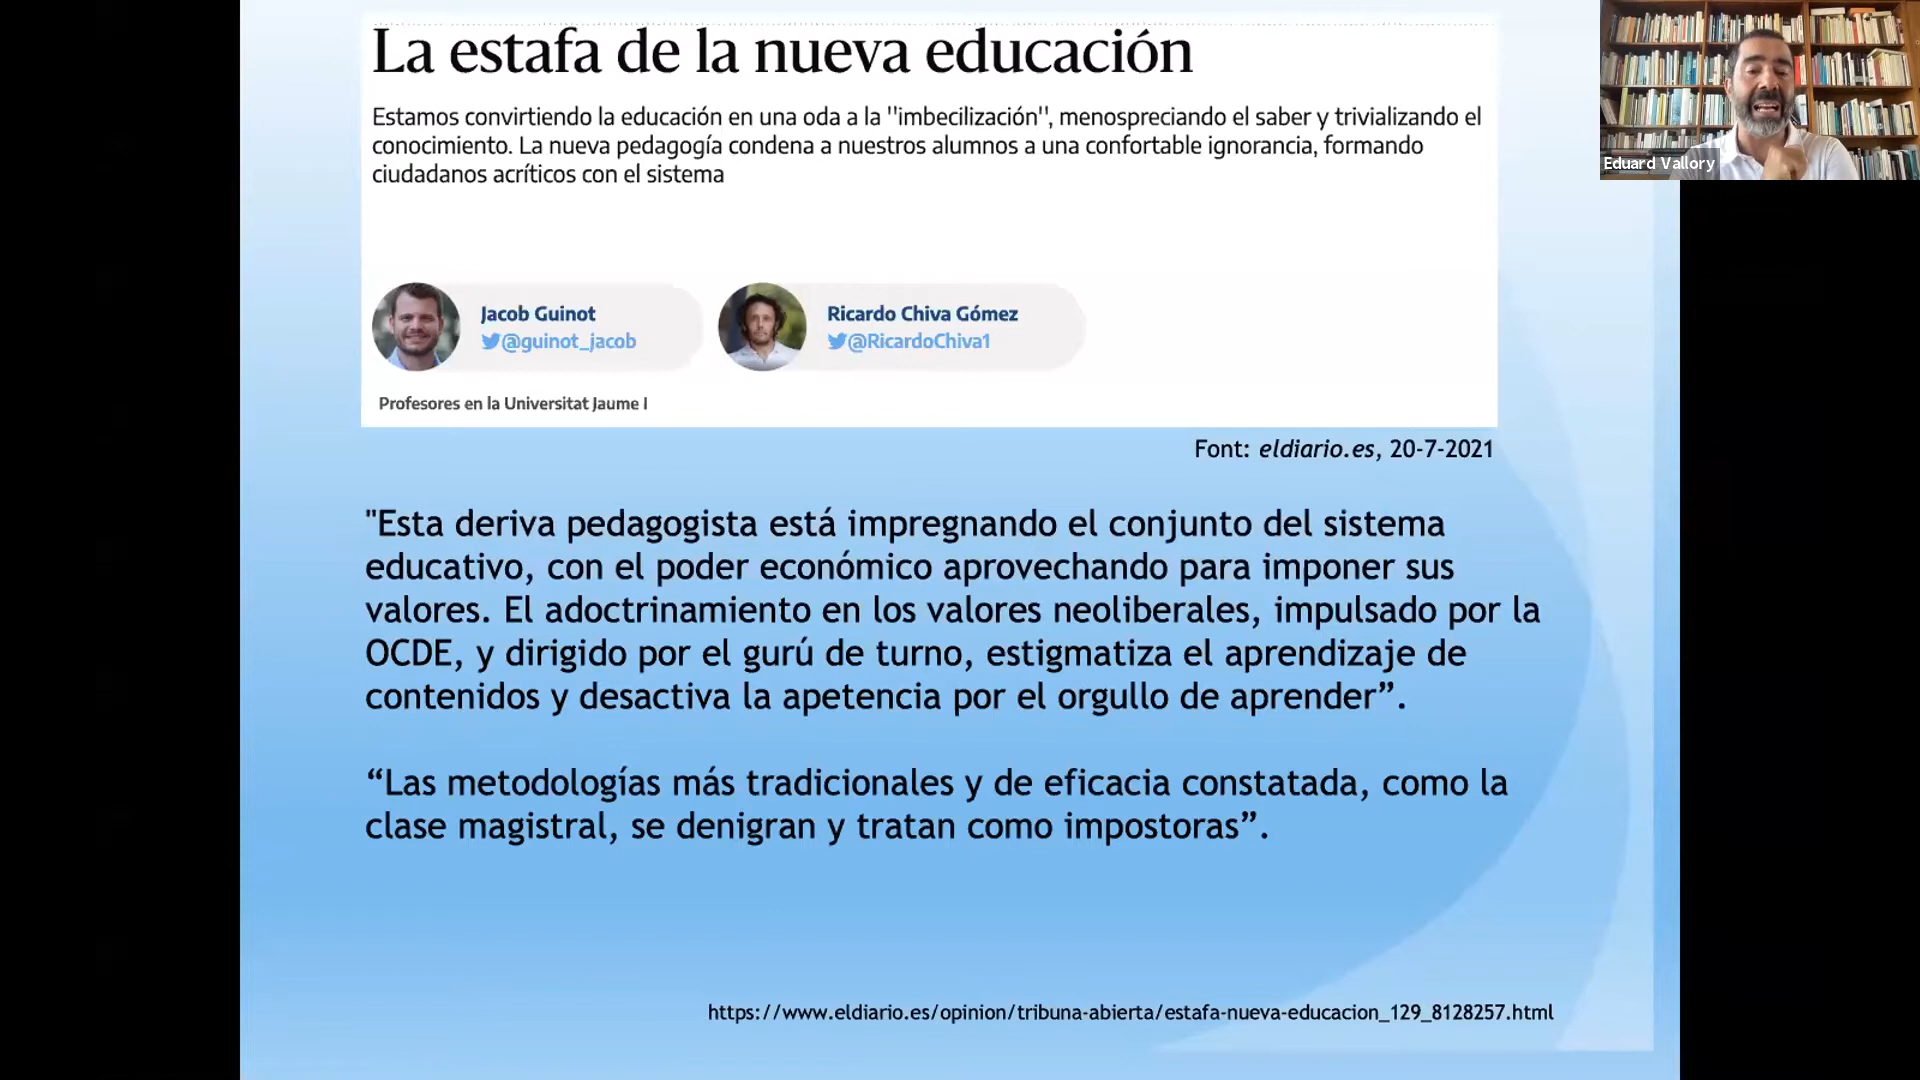 La estafa de la nueva educación
Estamos convirtiendo la educación en una oda a la "imbecilización", menospreciando el saber y trivializando el
conocimiento. La nueva pedagogía condena a nuestros alumnos a una confortable ignorancia, formando
ciudadanos acríticos con el sistema
Eduard Vallory
Jacob Guinot
@guinot_jacob
Ricardo Chiva Gómez
@RicardoChiva1
Profesores en la Universitat Jaume I
Font: eldiario.es, 20-7-2021
"Esta deriva pedagogista está impregnando el conjunto del sistema
educativo, con el poder económico aprovechando para imponer sus
valores. El adoctrinamiento en los valores neoliberales, impulsado por la
OCDE, y dirigido por el gurú de turno, estigmatiza el aprendizaje de
contenidos y desactiva la apetencia por el orgullo de aprender”.
“Las metodologías más tradicionales y de eficacia constatada, como la
clase magistral, se denigran y tratan como impostoras”.
https://www.eldiario.es/opinion/tribuna-abierta/estafa-nueva-educacion_129_8128257.html